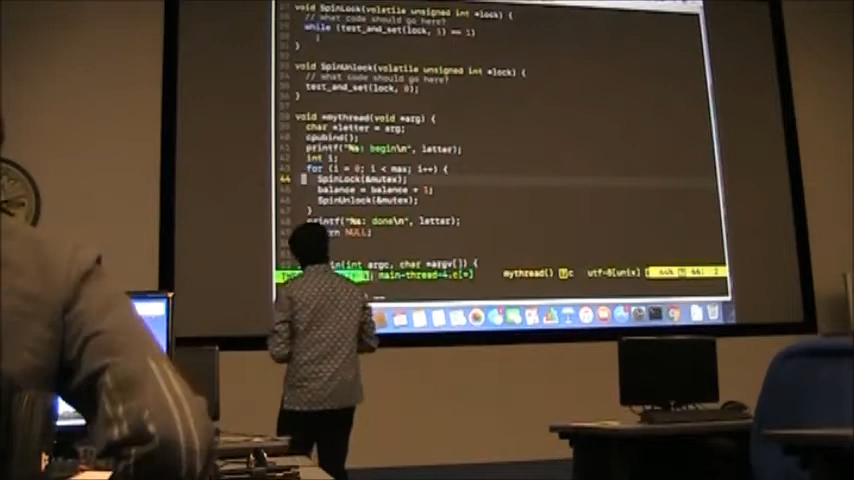 void SpinLock(volatile unsigned int *lock) {
// what code should go here?
while (test_and_set(lock, 1) == 1)
;
}
void SpinUnlock(volatile unsigned int *lock) {
// what code should go here?
test_and_set(lock, 0);
}
void *mythread(void *arg) {
char *letter = arg;
cpubind();
printf("%s: begin\n", letter);
int i;
for (i = 0; i < max; i++) {
44 SpinLock(&mutex);
balance = balance + 1;
SpinUnlock(&mutex);
}
printf("%s: done\n", letter);
NULL;
argc, char *argv[]) {
main-thread-4.c[+] mythread() c utf-8[unix]